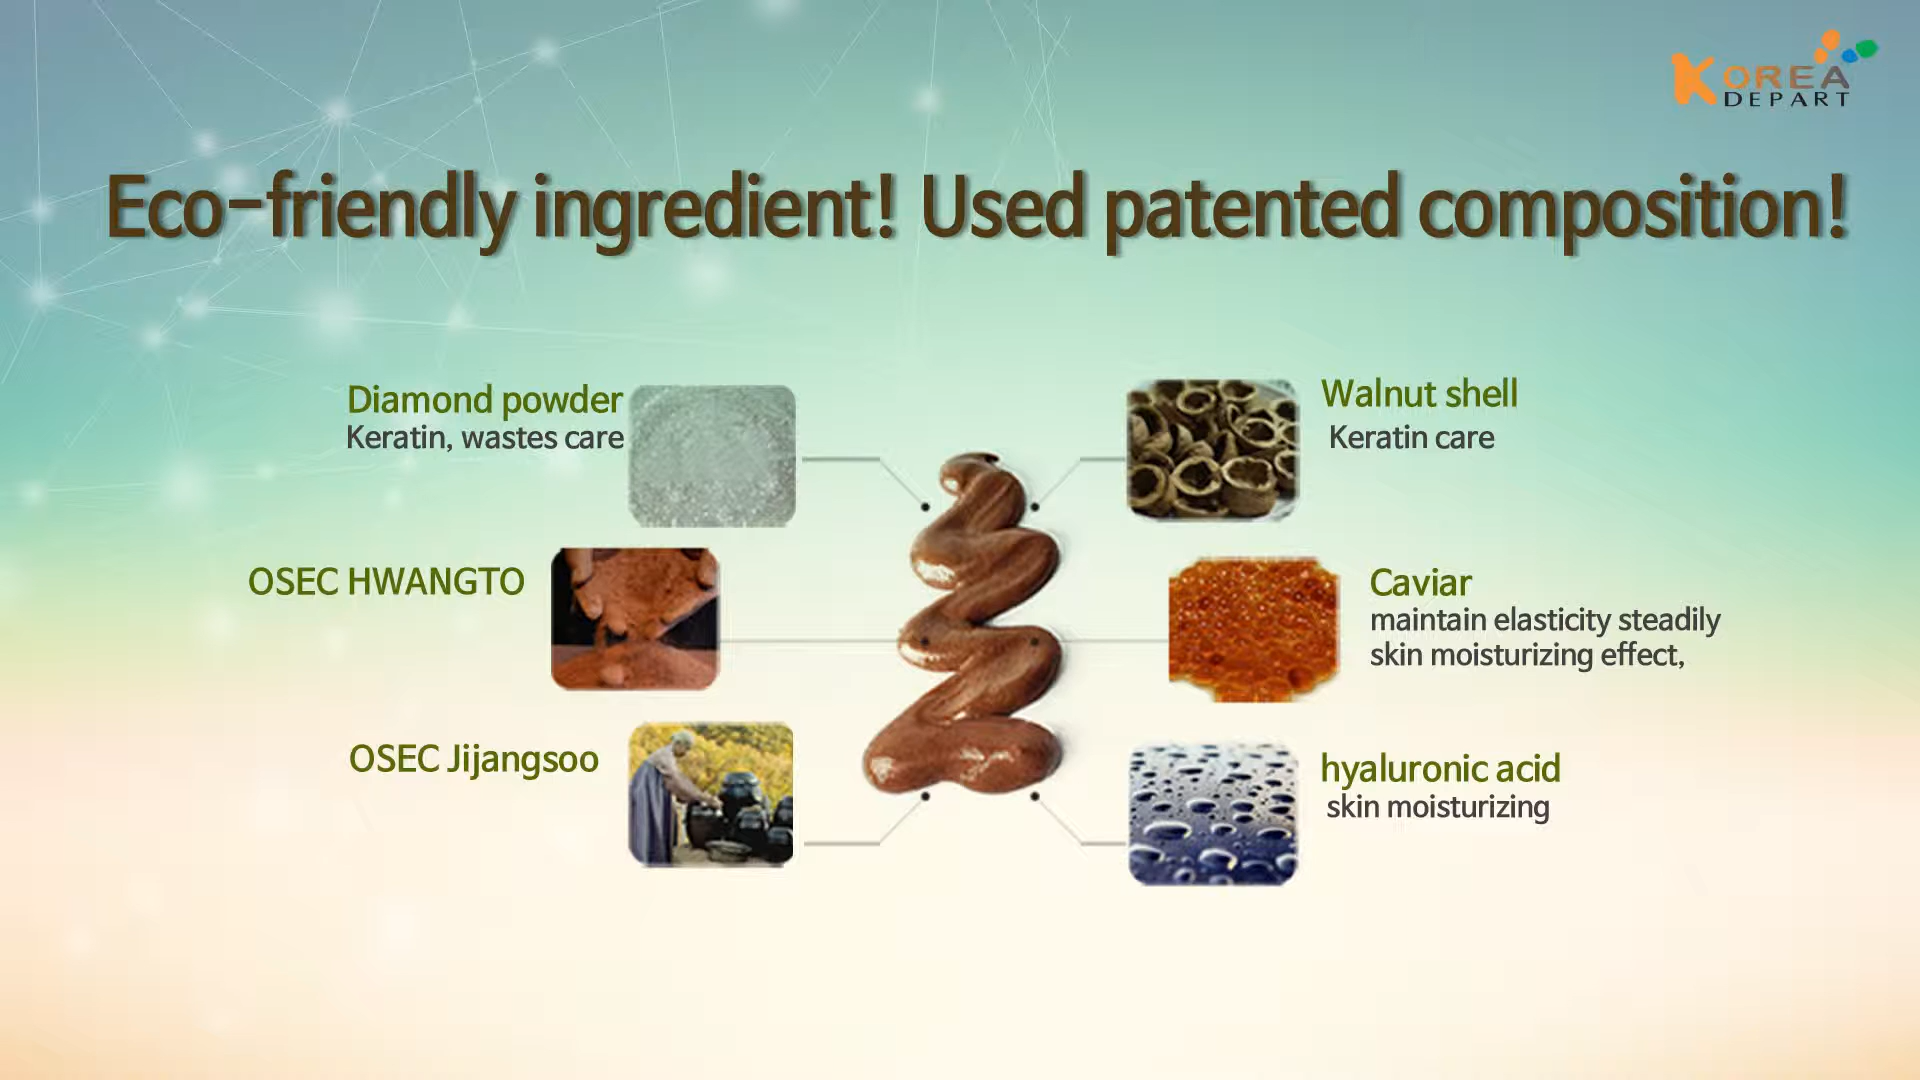 KOREA
DEPART
Eco-friendly ingredient! Used patented composition!
Diamond powder
Keratin, wastes care
Walnut shell
Keratin care
OSEC HWANGTO
Caviar
maintain elasticity steadily
skin moisturizing effect,
OSEC Jijangsoo
hyaluronic acid
skin moisturizing